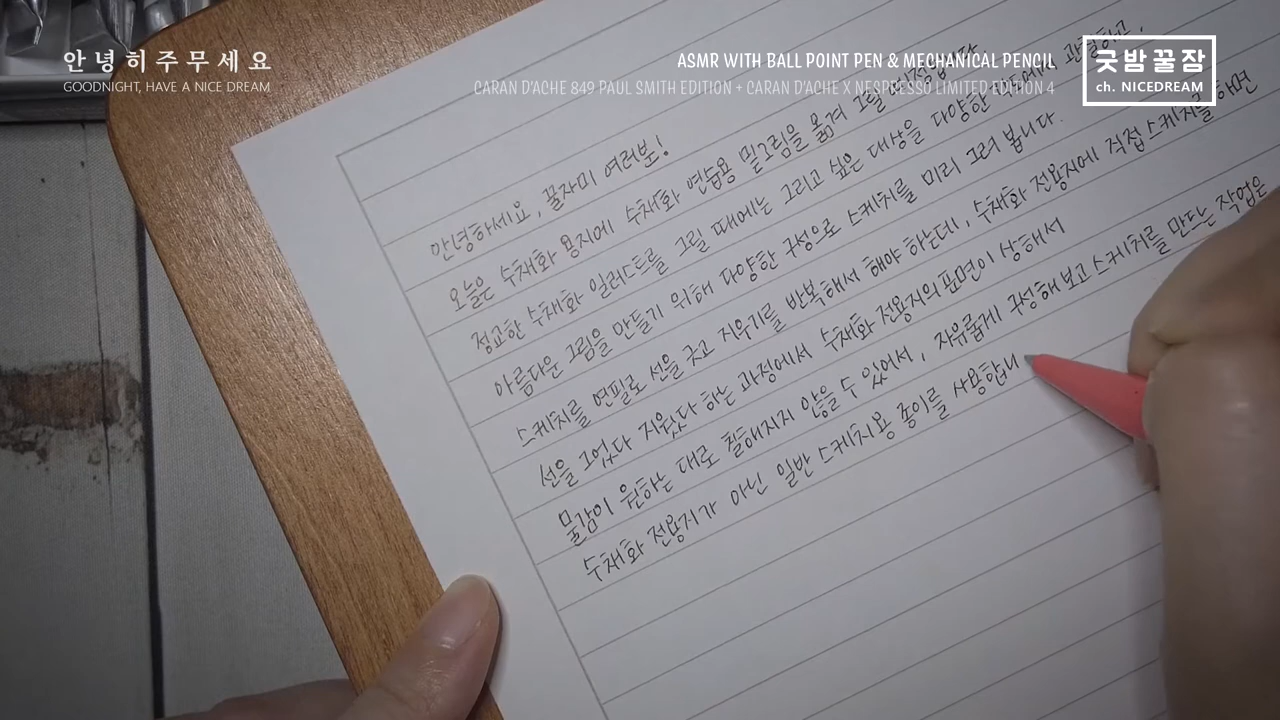 안녕히주무세요
GOODNIGHT, HAVE A NICE DREAM
ASMR WITH BALL POINT PEN & MECHANICAL PENCIL
CARAN D'ACHE 849 PAUL SMITH EDITION + CARAN D'ACHE X NESPRESSO LIMITED EDITION 4
굿밤꿀잠
ch. NICEDREAM
안녕하세요, 꿀자미 여러분!
오늘은 수채화 용지에 수채화 연습용 밑그림을 옮겨 그릴 예정입니다
정교한 수채화 일러스트를 그릴 때에는 그리고 싶은 대상을 다양한 각도에서 관찰하고,
아름다운 그림을 만들기 위해 다양한 구성으로 스케치를 미리 그려 봅니다.
스케치를 연필로 선을 긋고 지우기를 반복해서 해야 하는데, 수채화 전용지에 직접 스케치를 하면
선을 그었다 지웠다 하는 과정에서 수채화 전용지의 표면이 상해서
물감이 원하는 대로 칠해지지 않을 수 있어서, 자유롭게 구성해보고 스케치를 만드는 작업은
수채화 전용지가 아닌 일반 스케치용 종이를 사용합니